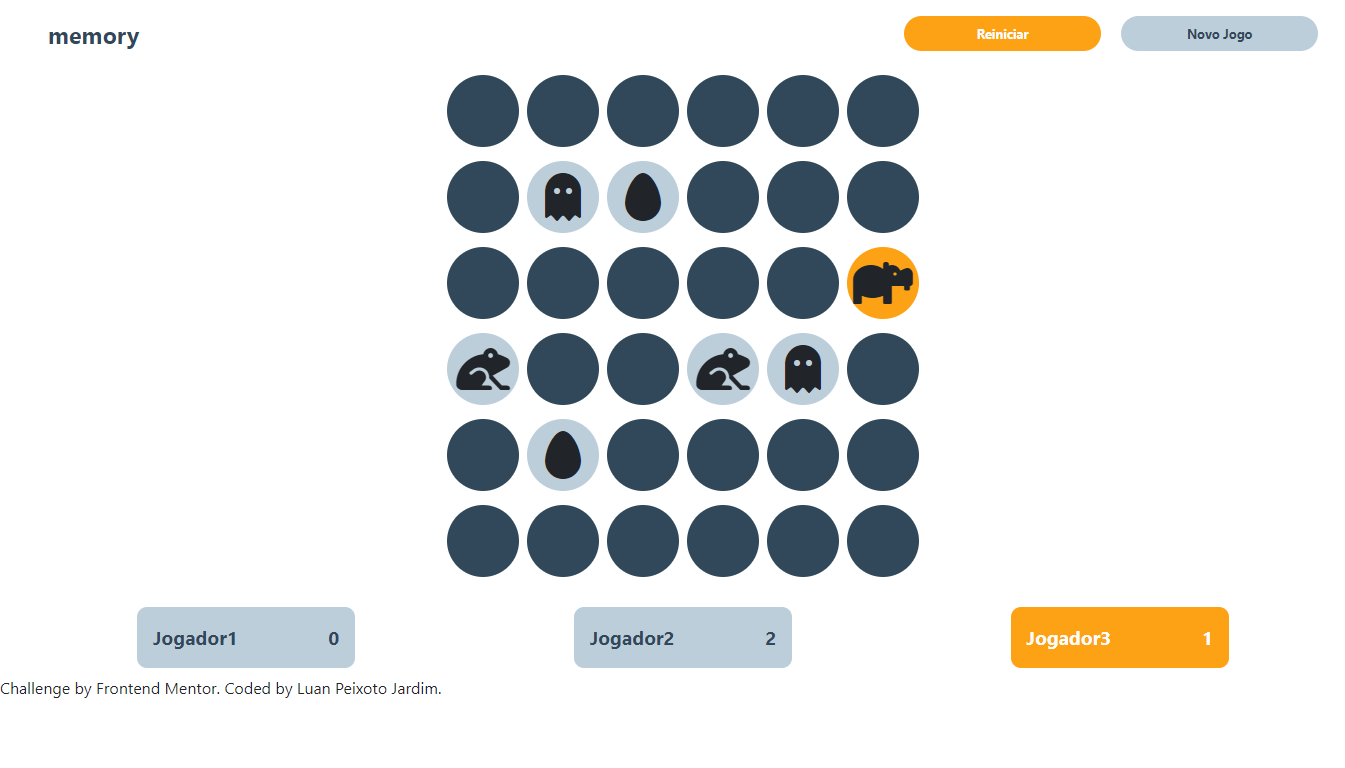 memory
Reiniciar
Novo Jogo
Jogador1 0
Jogador2 2
Jogador3 1
Challenge by Frontend Mentor. Coded by Luan Peixoto Jardim.